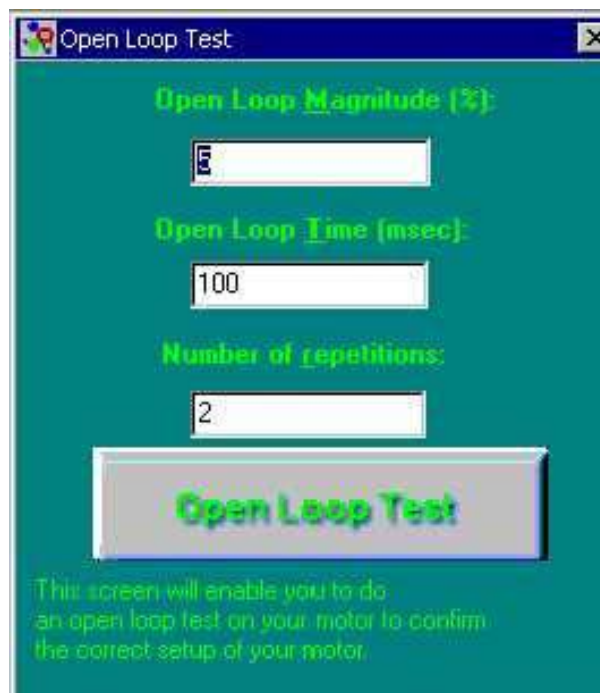 Open Loop Test
Open Loop Magnitude (%):
5
Open Loop Time (msec):
100
Number of repetitions:
2
Open Loop Test
This screen will enable you to do
an open loop test on your motor to confirm
the correct setup of your motor.